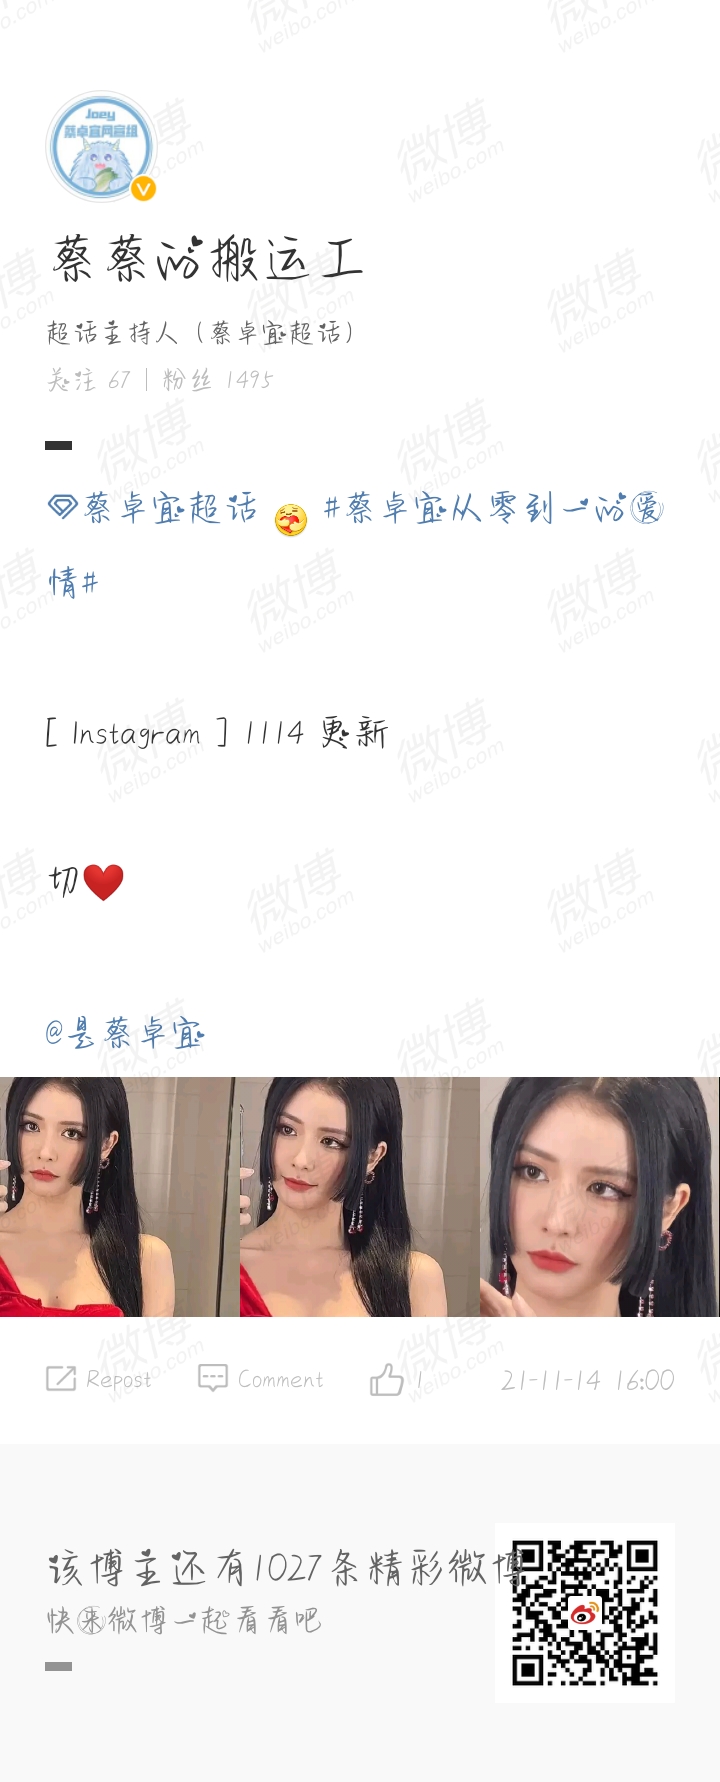 Joey
蔡卓宜网宣组
蔡蔡的搬运工
超话主持人（蔡卓宜超话）
关注 67 | 粉丝 1495
蔡卓宜超话 🤗 #蔡卓宜从零到一的爱
情#
[ Instagram ] 1114 更新
切❤️
@是蔡卓宜
Repost Comment 1 21-11-14 16:00
该博主还有1027条精彩微博
快来微博一起看看吧
微博
weibo.com